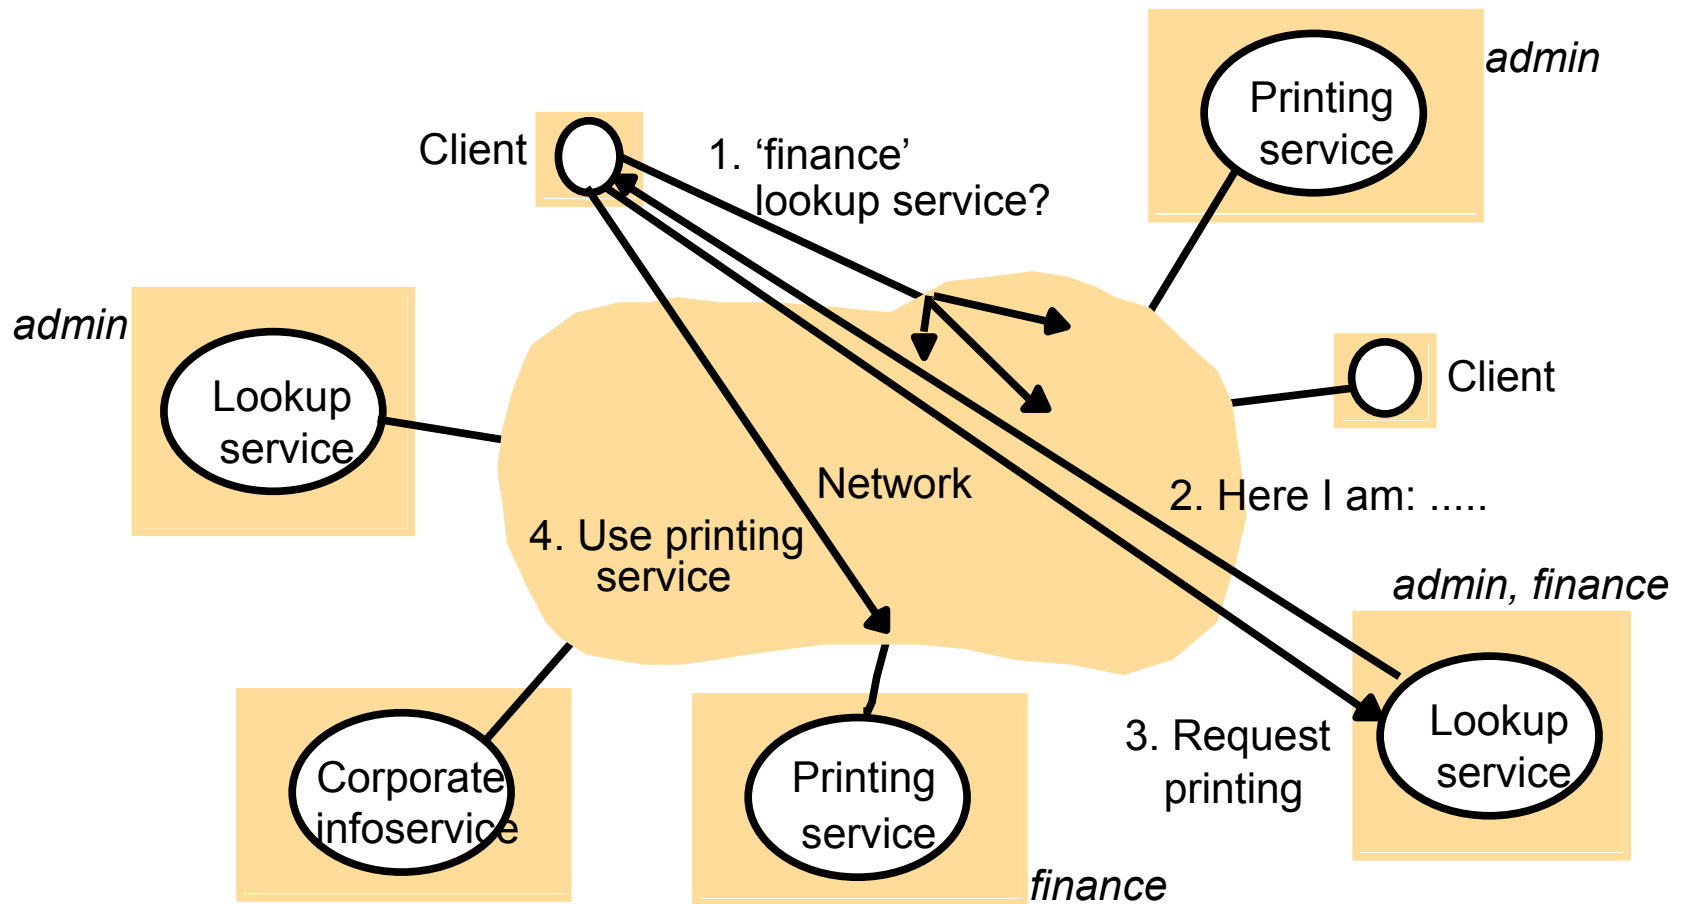 admin
Printing
service
Client
1. ‘finance’
lookup service?
admin
Lookup
service
Client
Network
2. Here I am: .....
4. Use printing
service
admin, finance
Corporate
infoservice
Printing
service
finance
3. Request
printing
Lookup
service